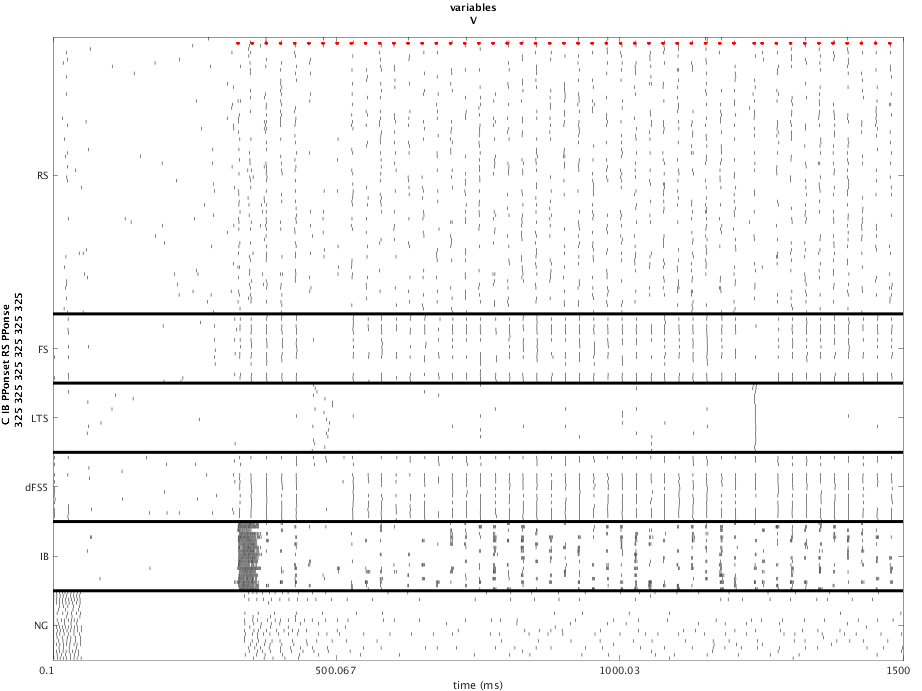 variables
V
C IB PPonset RS PPonse
325 325 325 325 325 325
RS
FS
LTS
dFS5
IB
NG
0.1
500.067
1000.03
1500
time (ms)